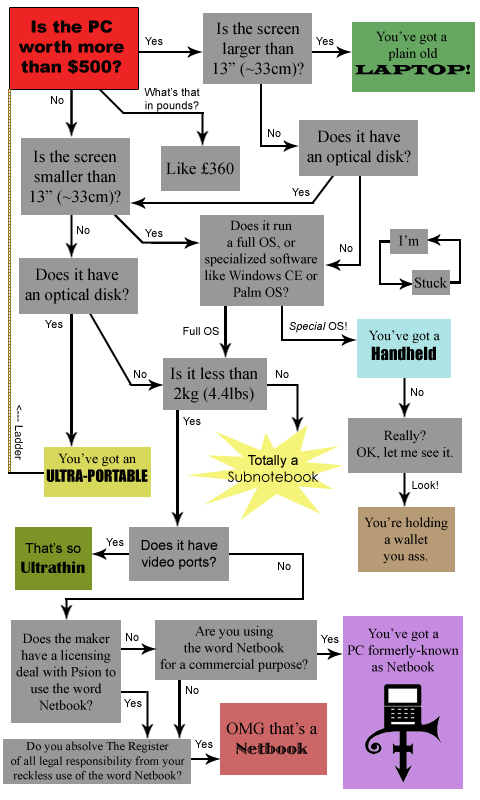 Is the PC
worth more
than $500?
Yes
Is the screen
larger than
13” (~33cm)?
Yes
You’ve got a
plain old
LAPTOP!
No
What’s that
in pounds?
Like £360
No
Does it have
an optical disk?
Yes
No
Is the screen
smaller than
13” (~33cm)?
Yes
No
Does it run
a full OS, or
specialized software
like Windows CE or
Palm OS?
I’m
Stuck
Does it have
an optical disk?
Yes
No
Full OS
Special OS!
You’ve got a
Handheld
Is it less than
2kg (4.4lbs)
No
Yes
No
<--- Ladder
You’ve got an
ULTRA-PORTABLE
Totally a
Subnotebook
Really?
OK, let me see it.
Look!
You’re holding
a wallet
you ass.
That’s so
Ultrathin
Yes
Does it have
video ports?
No
Does the maker
have a licensing
deal with Psion to
use the word
Netbook?
No
Yes
Are you using
the word Netbook
for a commercial purpose?
Yes
No
You’ve got a
PC formerly-known
as Netbook
Do you absolve The Register
of all legal responsibility from your
reckless use of the word Netbook?
Yes
OMG that’s a
Netbook